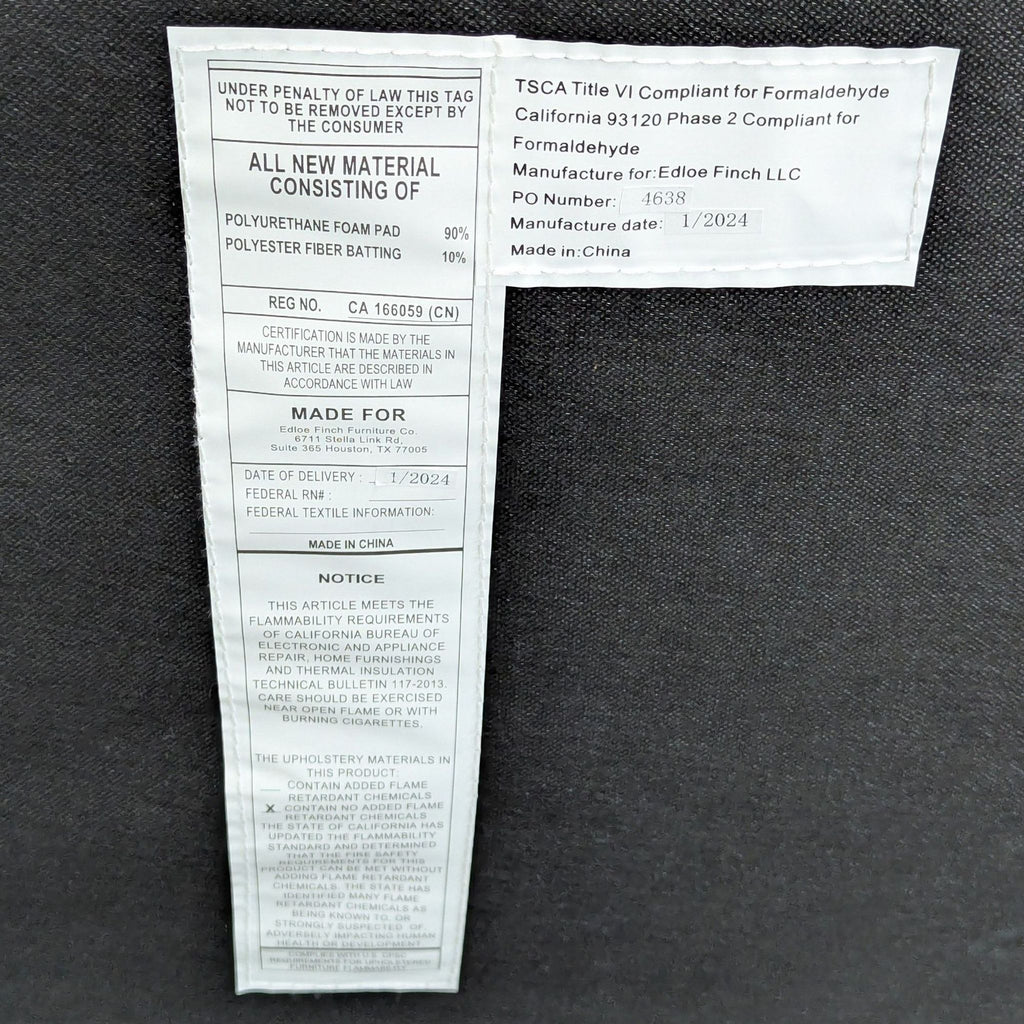 UNDER PENALTY OF LAW THIS TAG
NOT TO BE REMOVED EXCEPT BY
THE CONSUMER
ALL NEW MATERIAL
CONSISTING OF
POLYURETHANE FOAM PAD 90%
POLYESTER FIBER BATTING 10%
REG NO. CA 166059 (CN)
CERTIFICATION IS MADE BY THE
MANUFACTURER THAT THE MATERIALS IN
THIS ARTICLE ARE DESCRIBED IN
ACCORDANCE WITH LAW
MADE FOR
Edloe Finch Furniture Co.
6711 Stella Link Rd,
Suite 365 Houston, TX 77005
DATE OF DELIVERY : 1/2024
FEDERAL RN# :
FEDERAL TEXTILE INFORMATION:
MADE IN CHINA
NOTICE
THIS ARTICLE MEETS THE
FLAMMABILITY REQUIREMENTS
OF CALIFORNIA BUREAU OF
ELECTRONIC AND APPLIANCE
REPAIR, HOME FURNISHINGS
AND THERMAL INSULATION
TECHNICAL BULLETIN 117-2013.
CARE SHOULD BE EXERCISED
NEAR OPEN FLAME OR WITH
BURNING CIGARETTES.
THE UPHOLSTERY MATERIALS IN
THIS PRODUCT:
__ CONTAIN ADDED FLAME
RETARDANT CHEMICALS
X CONTAIN NO ADDED FLAME
RETARDANT CHEMICALS
THE STATE OF CALIFORNIA HAS
UPDATED THE FLAMMABILITY
STANDARD AND DETERMINED
THAT THE FIRE SAFETY
REQUIREMENTS FOR THIS
PRODUCT CAN BE MET WITHOUT
ADDING FLAME RETARDANT
CHEMICALS. THE STATE HAS
IDENTIFIED MANY FLAME
RETARDANT CHEMICALS AS
BEING KNOWN TO, OR
STRONGLY SUSPECTED OF,
ADVERSELY IMPACTING HUMAN
HEALTH OR DEVELOPMENT
COMPLIES WITH U.S. CPSC
REQUIREMENTS FOR UPHOLSTERED
FURNITURE FLAMMABILITY
TSCA Title VI Compliant for Formaldehyde
California 93120 Phase 2 Compliant for
Formaldehyde
Manufacture for:Edloe Finch LLC
PO Number: 4638
Manufacture date: 1/2024
Made in:China